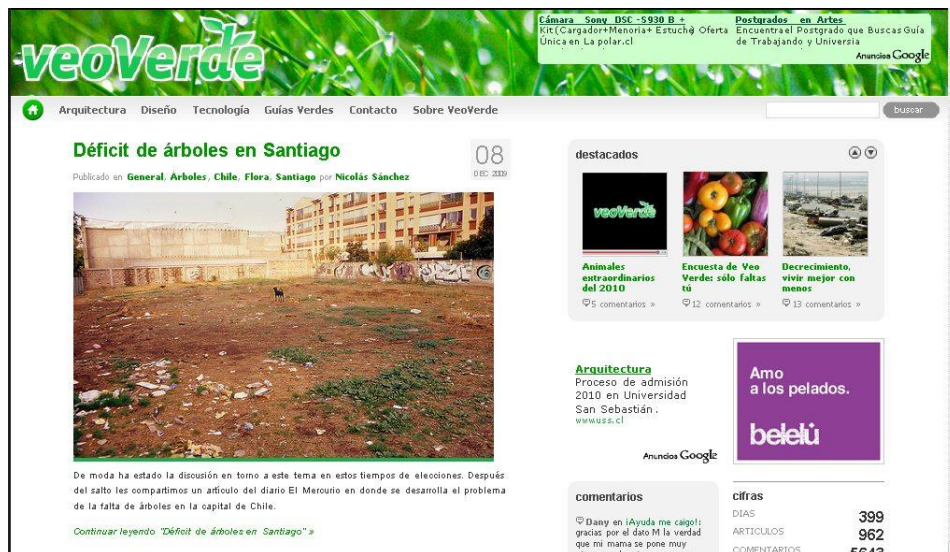 veoVerde
Cámara Sony DSC -S930 B +
Kit(Cargador+Menoria+ Estuche) Oferta
Única en La polar.cl
Postgrados en Artes
Encuentrael Postgrado que BuscasGuía
de Trabajando y Universia
Anuncios Google
Arquitectura Diseño Tecnología Guías Verdes Contacto Sobre VeoVerde
buscar
Déficit de árboles en Santiago
08
DEC 2009
Publicado en General, Árboles, Chile, Flora, Santiago por Nicolás Sánchez
De moda ha estado la discusión en torno a este tema en estos tiempos de elecciones. Después
del salto les compartimos un artículo del diario El Mercurio en donde se desarrolla el problema
de la falta de árboles en la capital de Chile.
Continuar leyendo "Déficit de árboles en Santiago" »
destacados
veoVerde
Animales
extraordinarios
del 2010
5 comentarios »
Encuesta de Veo
Verde: sólo faltas
tú
12 comentarios »
Decrecimiento,
vivir mejor con
menos
13 comentarios »
Arquitectura
Proceso de admisión
2010 en Universidad
San Sebastián.
www.uss.cl
Anuncios Google
Amo
a los pelados.
belelú
comentarios
Dany en ¡Ayuda me caigo!:
gracias por el dato M la verdad
que mi mama se pone muy
cifras
DIAS 399
ARTICULOS 962
COMENTARIOS 5643